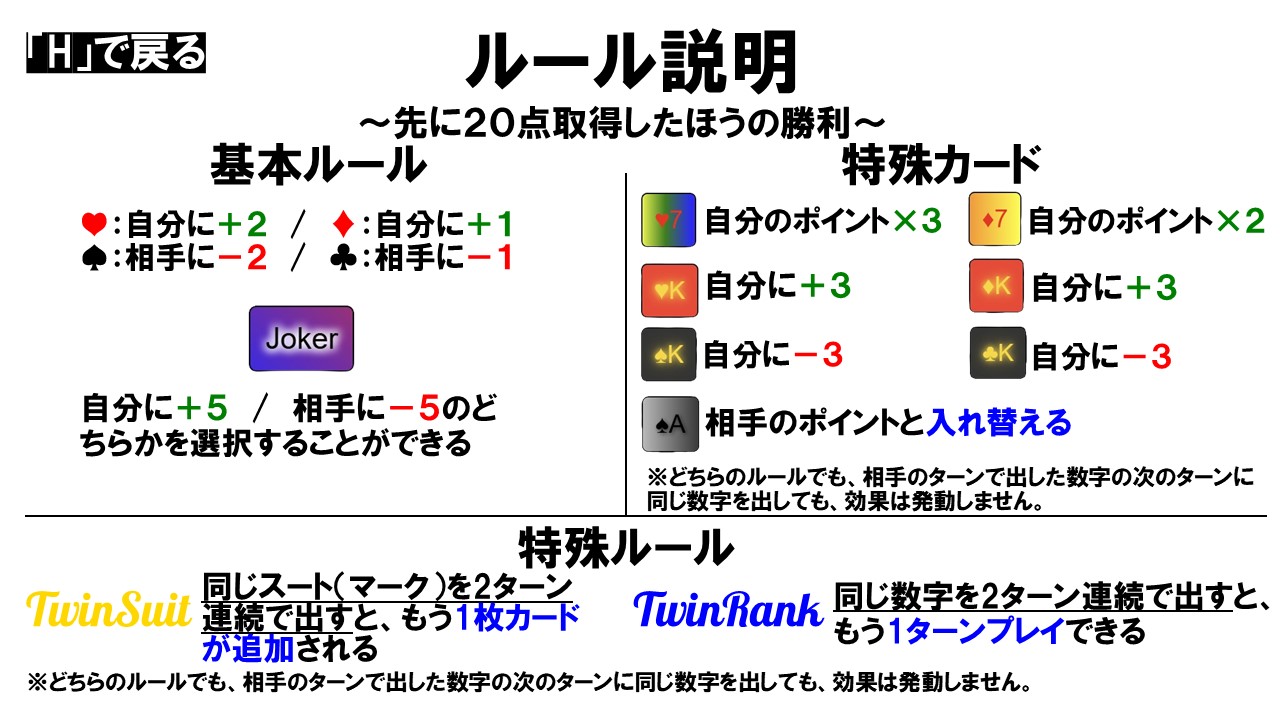 「H」で戻る
ルール説明
～先に20点取得したほうの勝利～
基本ルール
♥:自分に＋2 / ♦:自分に＋1
♠:相手に－2 / ♣:相手に－1
Joker
自分に＋5 / 相手に－5のど
ちらかを選択することができる
特殊カード
♥7 自分のポイント×3
♦7 自分のポイント×2
♥K 自分に＋3
♦K 自分に＋3
♠K 自分に－3
♣K 自分に－3
♠A 相手のポイントと入れ替える
※どちらのルールでも、相手のターンで出した数字の次のターンに
同じ数字を出しても、効果は発動しません。
特殊ルール
TwinSuit
同じスート(マーク)を2ターン
連続で出すと、もう1枚カード
が追加される
TwinRank
同じ数字を2ターン連続で出すと、
もう1ターンプレイできる
※どちらのルールでも、相手のターンで出した数字の次のターンに同じ数字を出しても、効果は発動しません。